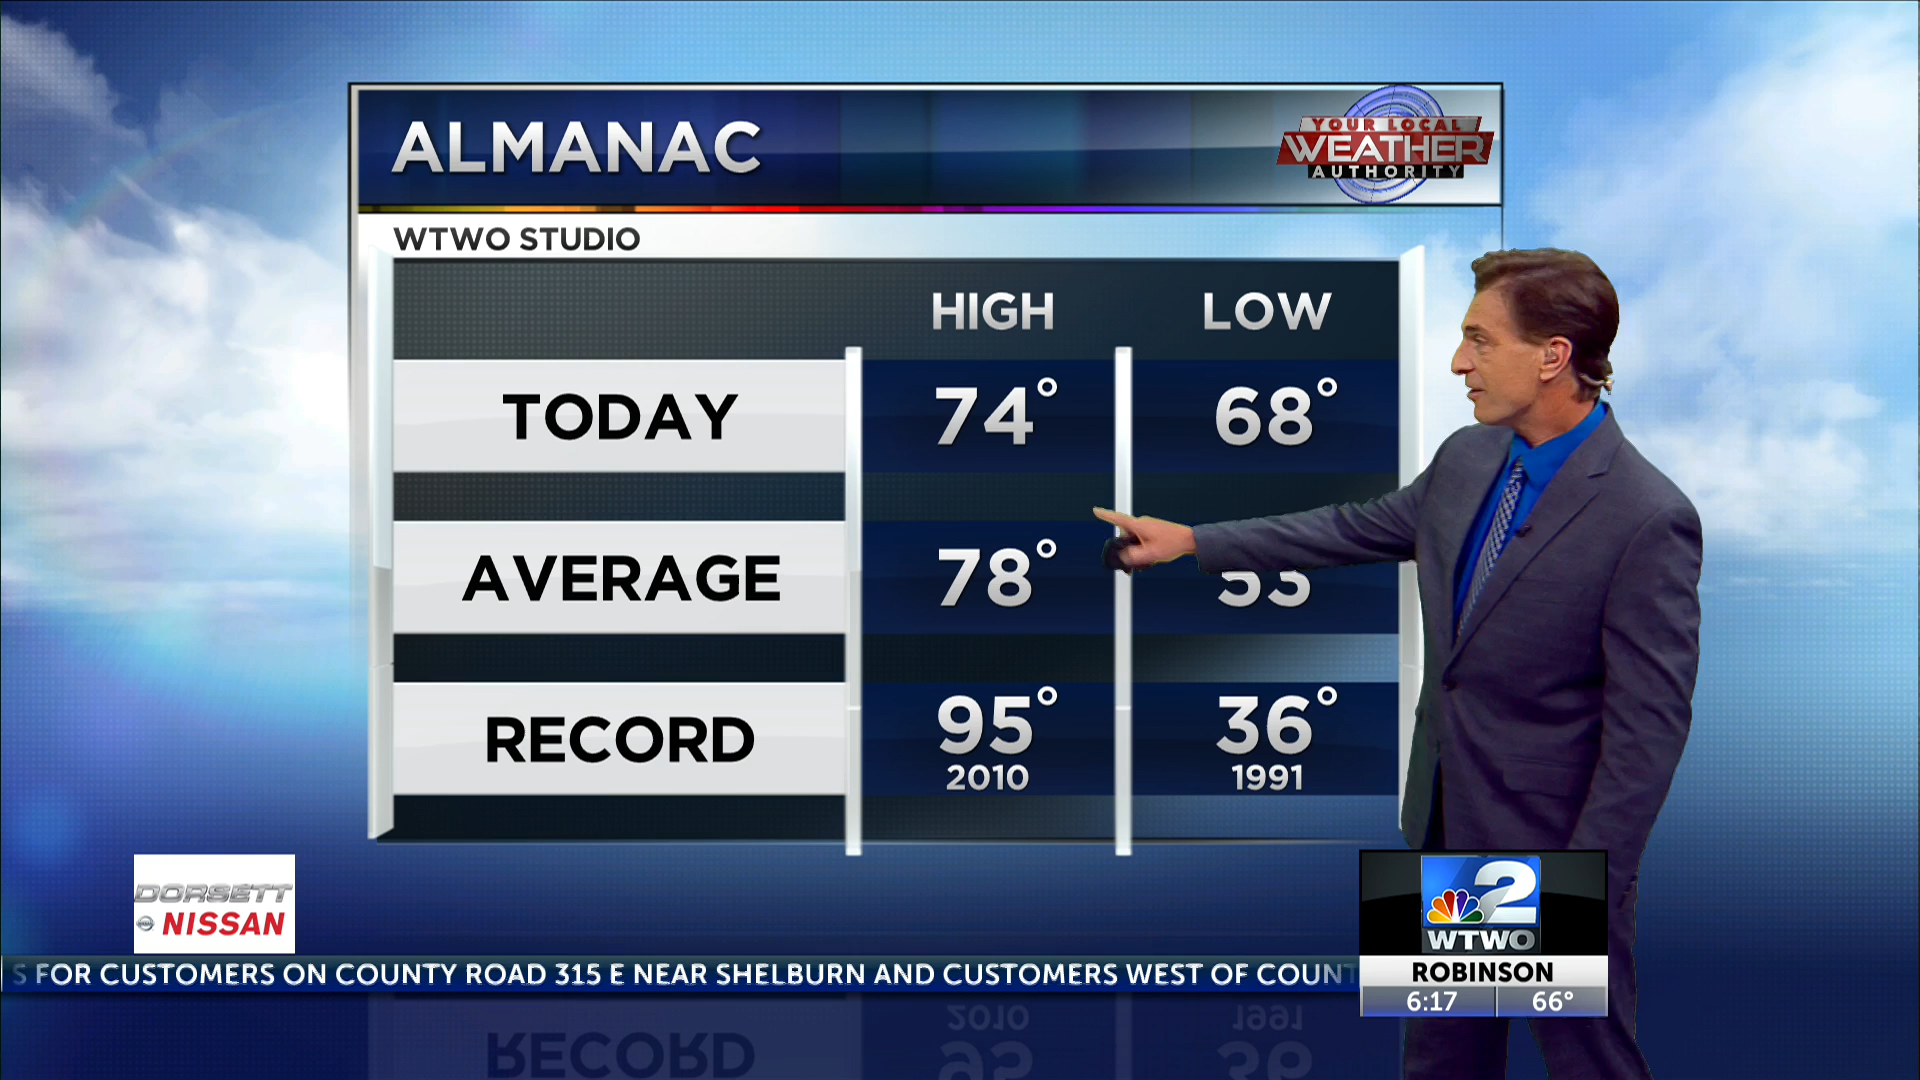 ALMANAC
YOUR LOCAL
WEATHER
AUTHORITY
WTWO STUDIO
HIGH LOW
TODAY 74° 68°
AVERAGE 78° 53
RECORD 95° 36°
2010 1991
DORSETT
NISSAN
2
WTWO
S FOR CUSTOMERS ON COUNTY ROAD 315 E NEAR SHELBURN AND CUSTOMERS WEST OF COUNT
ROBINSON
6:17 66°